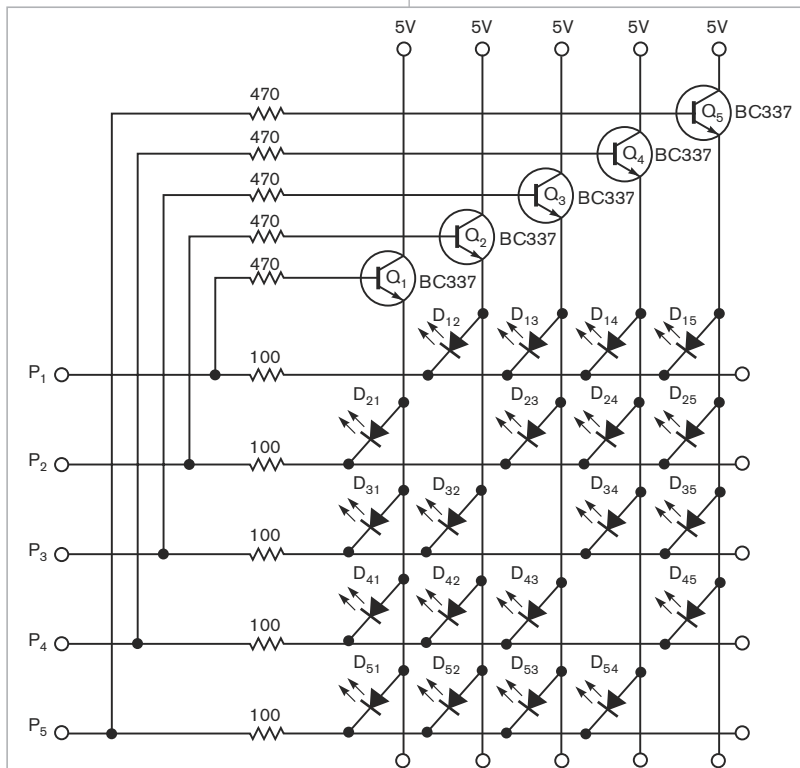 5V 5V 5V 5V 5V
470 Q5 BC337
470 Q4 BC337
470 Q3 BC337
470 Q2 BC337
470 Q1 BC337
D12 D13 D14 D15
P1 100
D21 D23 D24 D25
P2 100
D31 D32 D34 D35
P3 100
D41 D42 D43 D45
P4 100
D51 D52 D53 D54
P5 100